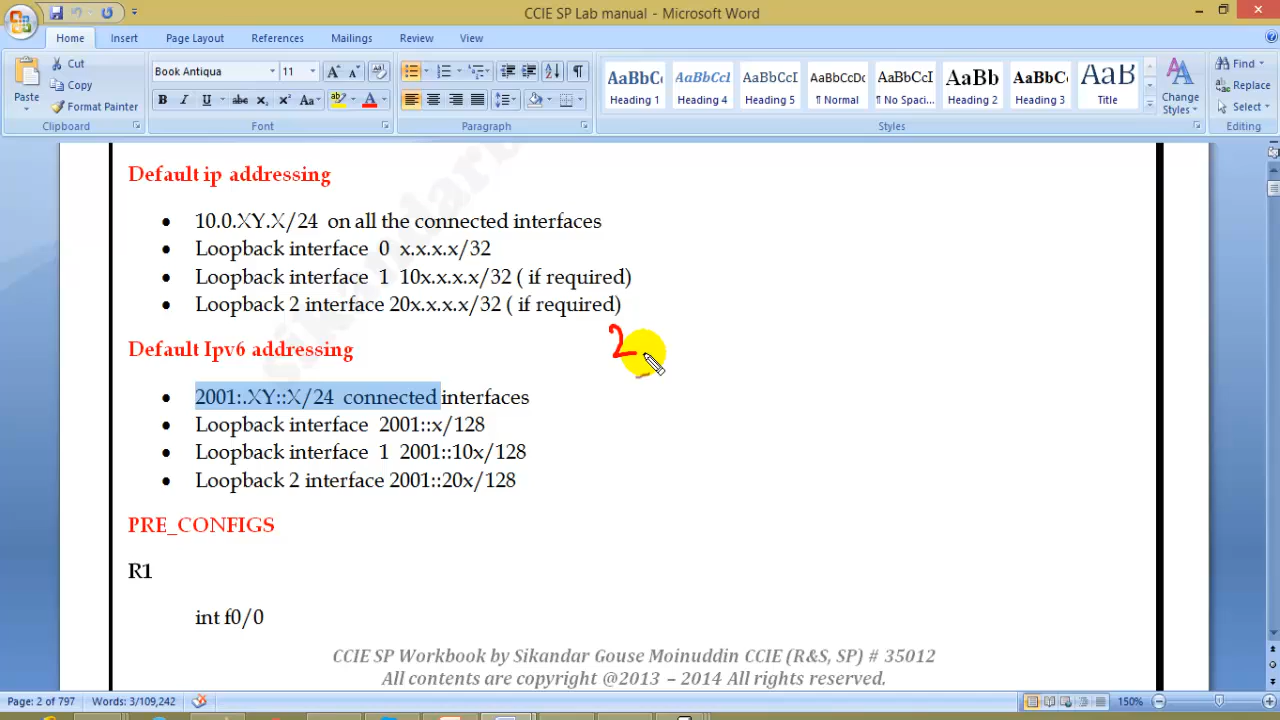 CCIE SP Lab manual - Microsoft Word
Home Insert Page Layout References Mailings Review View
Paste
Cut
Copy
Format Painter
Clipboard
Book Antiqua 11
B I U abc x₂ x² Aa
Font
Paragraph
AaBbC AaBbCcI AaBbCcI AaBbCcDc AaBbCcI AaBb AaBbC AaBb
Heading 1 Heading 4 Heading 5 ¶ Normal ¶ No Spaci... Heading 2 Heading 3 Title
Change Styles
Styles
Find
Replace
Select
Editing
Default ip addressing
• 10.0.XY.X/24 on all the connected interfaces
• Loopback interface 0 x.x.x.x/32
• Loopback interface 1 10x.x.x.x/32 ( if required)
• Loopback 2 interface 20x.x.x.x/32 ( if required)
2
Default Ipv6 addressing
• 2001:.XY::X/24 connected interfaces
• Loopback interface 2001::x/128
• Loopback interface 1 2001::10x/128
• Loopback 2 interface 2001::20x/128
PRE_CONFIGS
R1
int f0/0
CCIE SP Workbook by Sikandar Gouse Moinuddin CCIE (R&S, SP) # 35012
All contents are copyright @2013 – 2014 All rights reserved.
Page: 2 of 797 Words: 3/109,242 150%